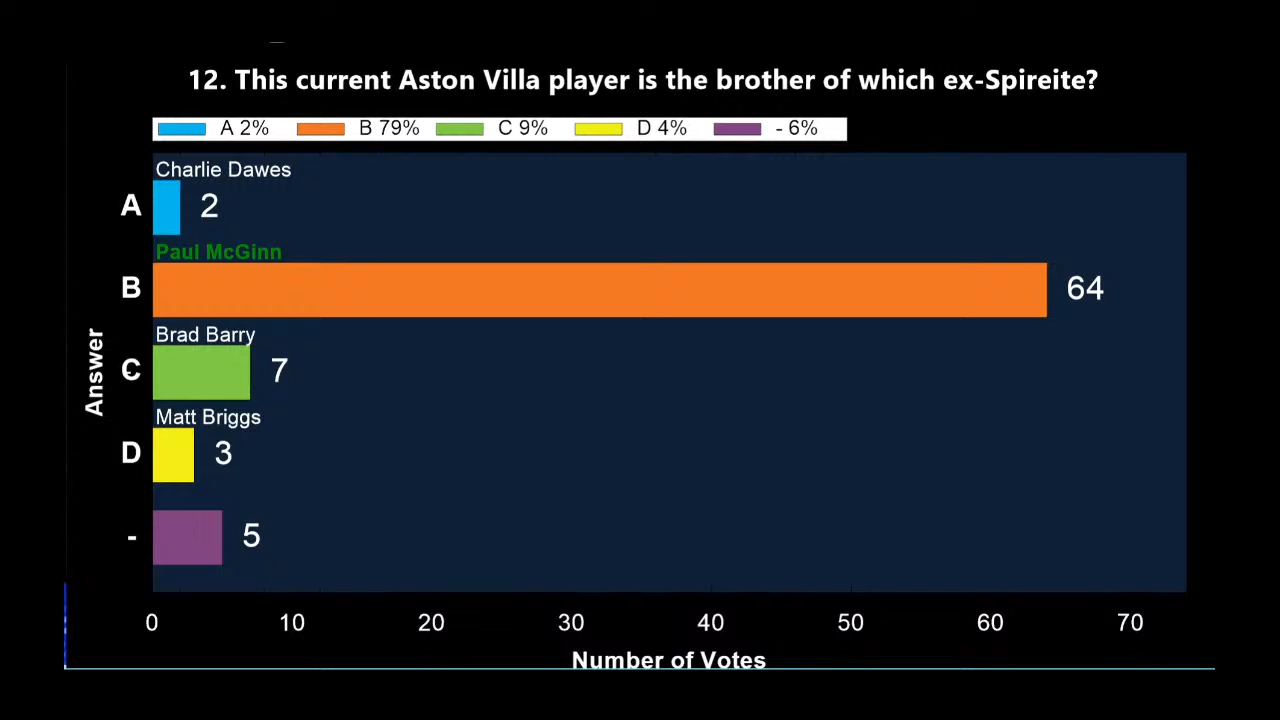 12. This current Aston Villa player is the brother of which ex-Spireite?
A 2% B 79% C 9% D 4% - 6%
Charlie Dawes
A 2
Paul McGinn
B 64
Brad Barry
C 7
Matt Briggs
D 3
- 5
Answer
0 10 20 30 40 50 60 70
Number of Votes